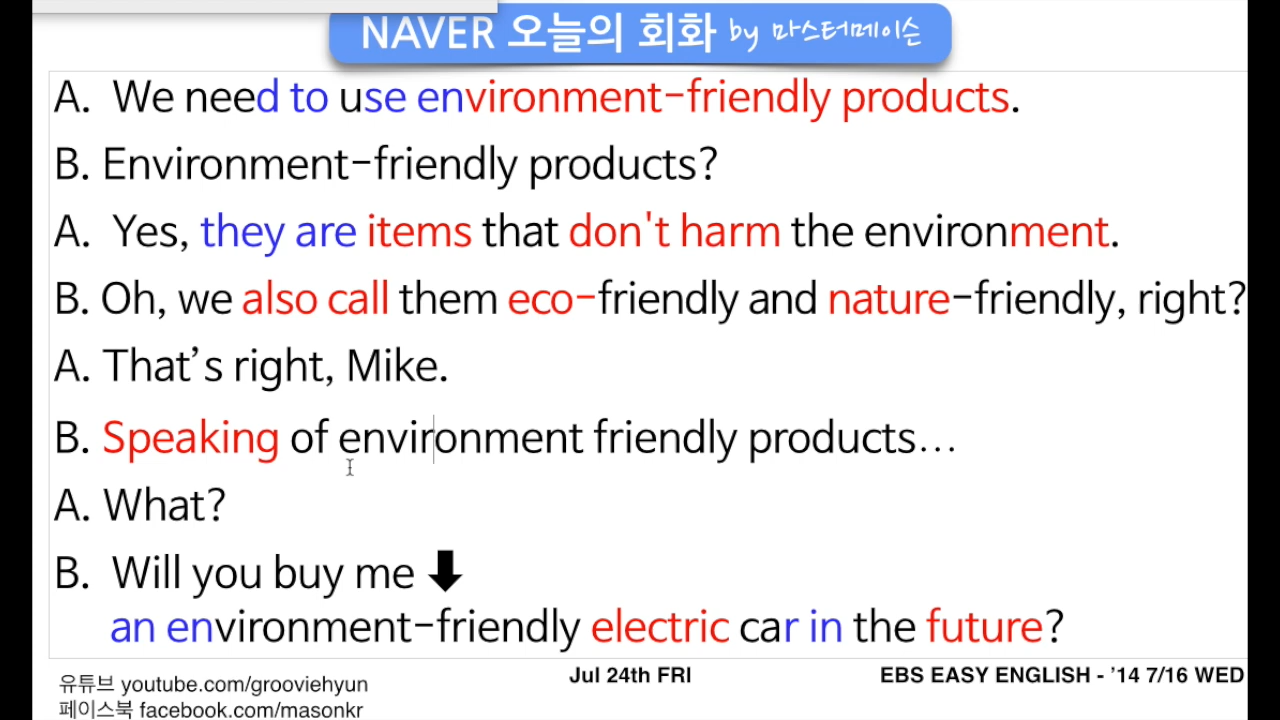 NAVER 오늘의 회화 by 마스터메이슨
A. We need to use environment-friendly products.
B. Environment-friendly products?
A. Yes, they are items that don't harm the environment.
B. Oh, we also call them eco-friendly and nature-friendly, right?
A. That's right, Mike.
B. Speaking of environment friendly products…
A. What?
B. Will you buy me ⬇
an environment-friendly electric car in the future?
유튜브 youtube.com/grooviehyun
페이스북 facebook.com/masonkr
Jul 24th FRI
EBS EASY ENGLISH - '14 7/16 WED